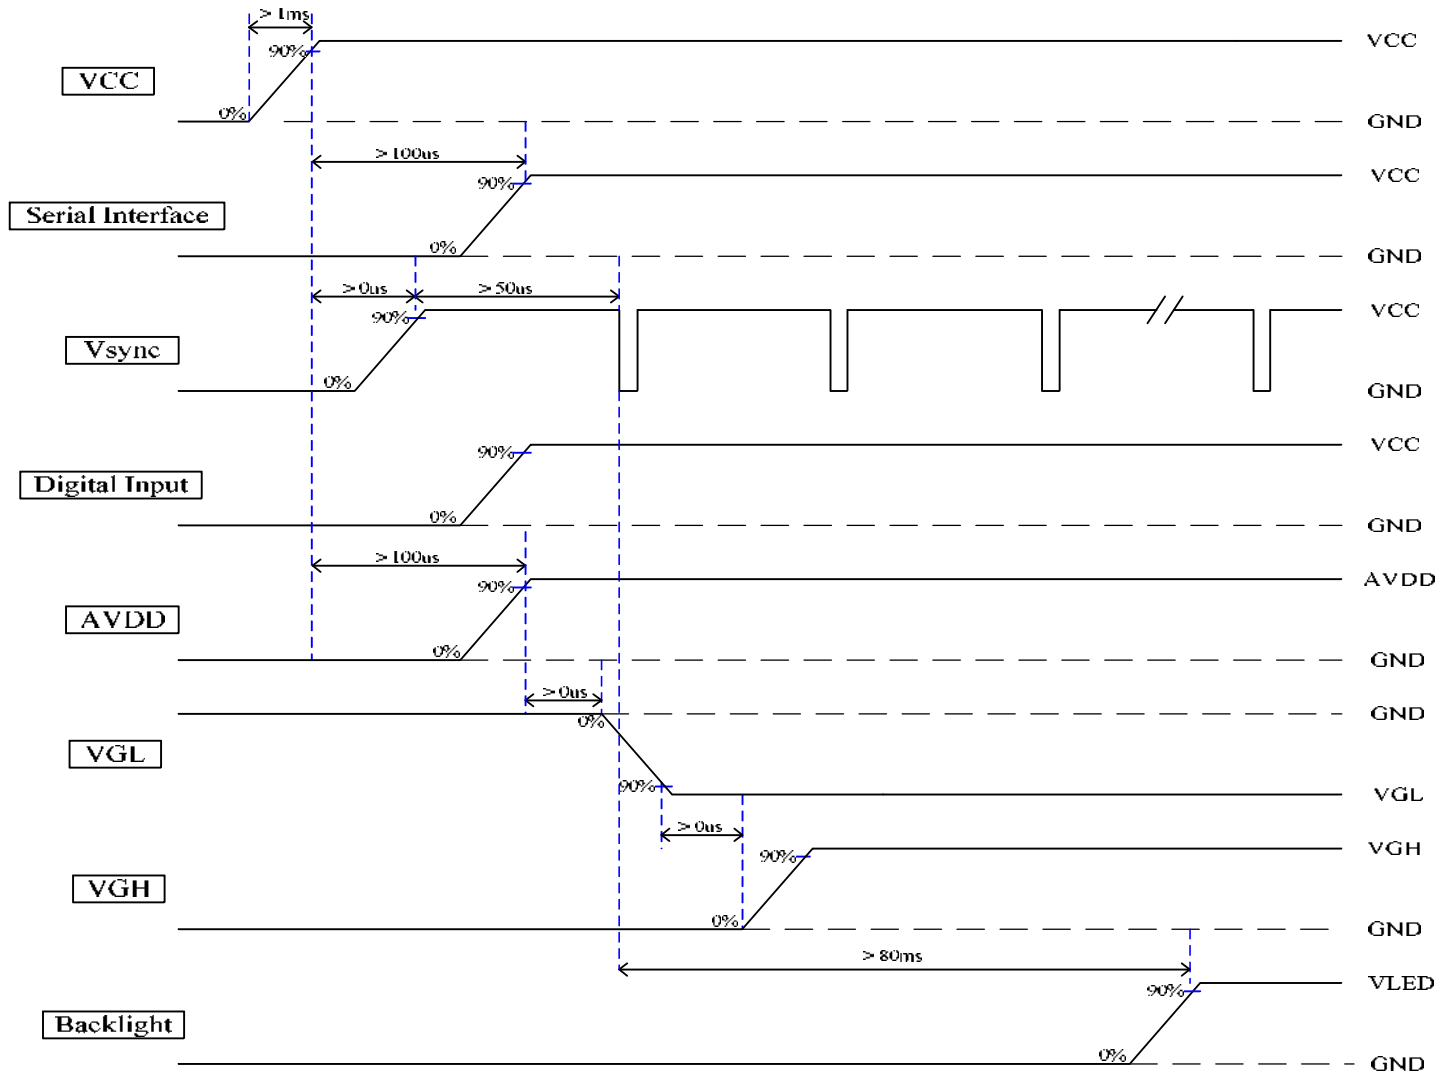 > 1ms
90%
VCC
VCC
0%
GND
> 100us
90%
VCC
Serial Interface
0%
GND
> 0us
> 50us
90%
VCC
Vsync
0%
GND
90%
VCC
Digital Input
0%
GND
> 100us
90%
AVDD
AVDD
0%
GND
> 0us
0%
GND
VGL
90%
VGL
> 0us
90%
VGH
VGH
0%
GND
> 80ms
90%
VLED
Backlight
0%
GND